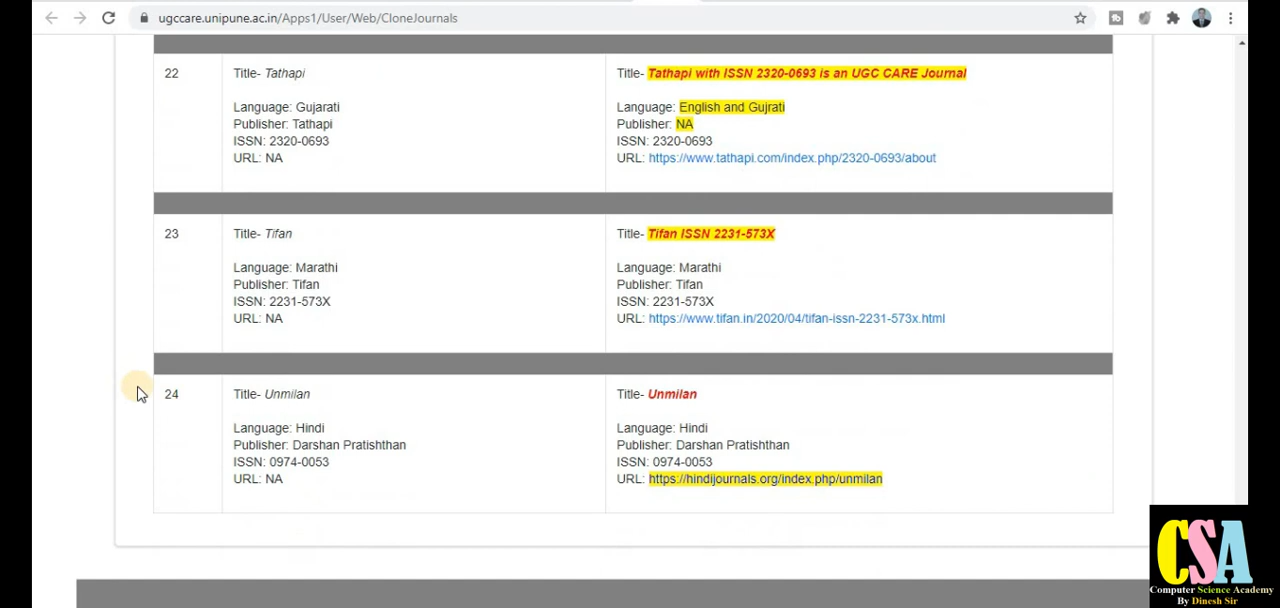 ugccare.unipune.ac.in/Apps1/User/Web/CloneJournals
22
Title- Tathapi
Language: Gujarati
Publisher: Tathapi
ISSN: 2320-0693
URL: NA
Title- Tathapi with ISSN 2320-0693 is an UGC CARE Journal
Language: English and Gujrati
Publisher: NA
ISSN: 2320-0693
URL: https://www.tathapi.com/index.php/2320-0693/about
23
Title- Tifan
Language: Marathi
Publisher: Tifan
ISSN: 2231-573X
URL: NA
Title- Tifan ISSN 2231-573X
Language: Marathi
Publisher: Tifan
ISSN: 2231-573X
URL: https://www.tifan.in/2020/04/tifan-issn-2231-573x.html
24
Title- Unmilan
Language: Hindi
Publisher: Darshan Pratishthan
ISSN: 0974-0053
URL: NA
Title- Unmilan
Language: Hindi
Publisher: Darshan Pratishthan
ISSN: 0974-0053
URL: https://hindijournals.org/index.php/unmilan
CSA
Computer Science Academy
By Dinesh Sir